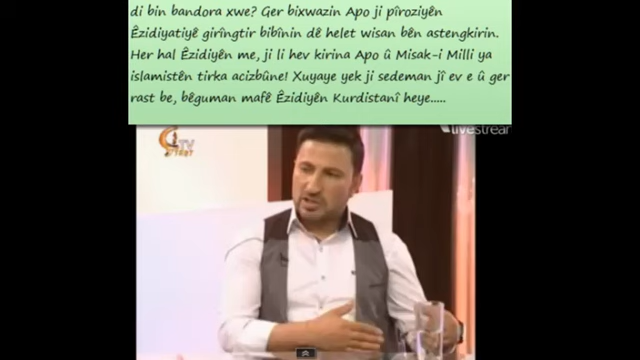 di bin bandora xwe? Ger bixwazin Apo ji pîroziyên
Êzidiyatiyê girîngtir bibînin dê helet wisan bên astengkirin.
Her hal Êzidiyên me, ji li hev kirina Apo û Misak-i Milli ya
islamistên tirka acizbûne! Xuyaye yek ji sedeman jî ev e û ger
rast be, bêguman mafê Êzidiyên Kurdistanî heye.....
livestrear
TV